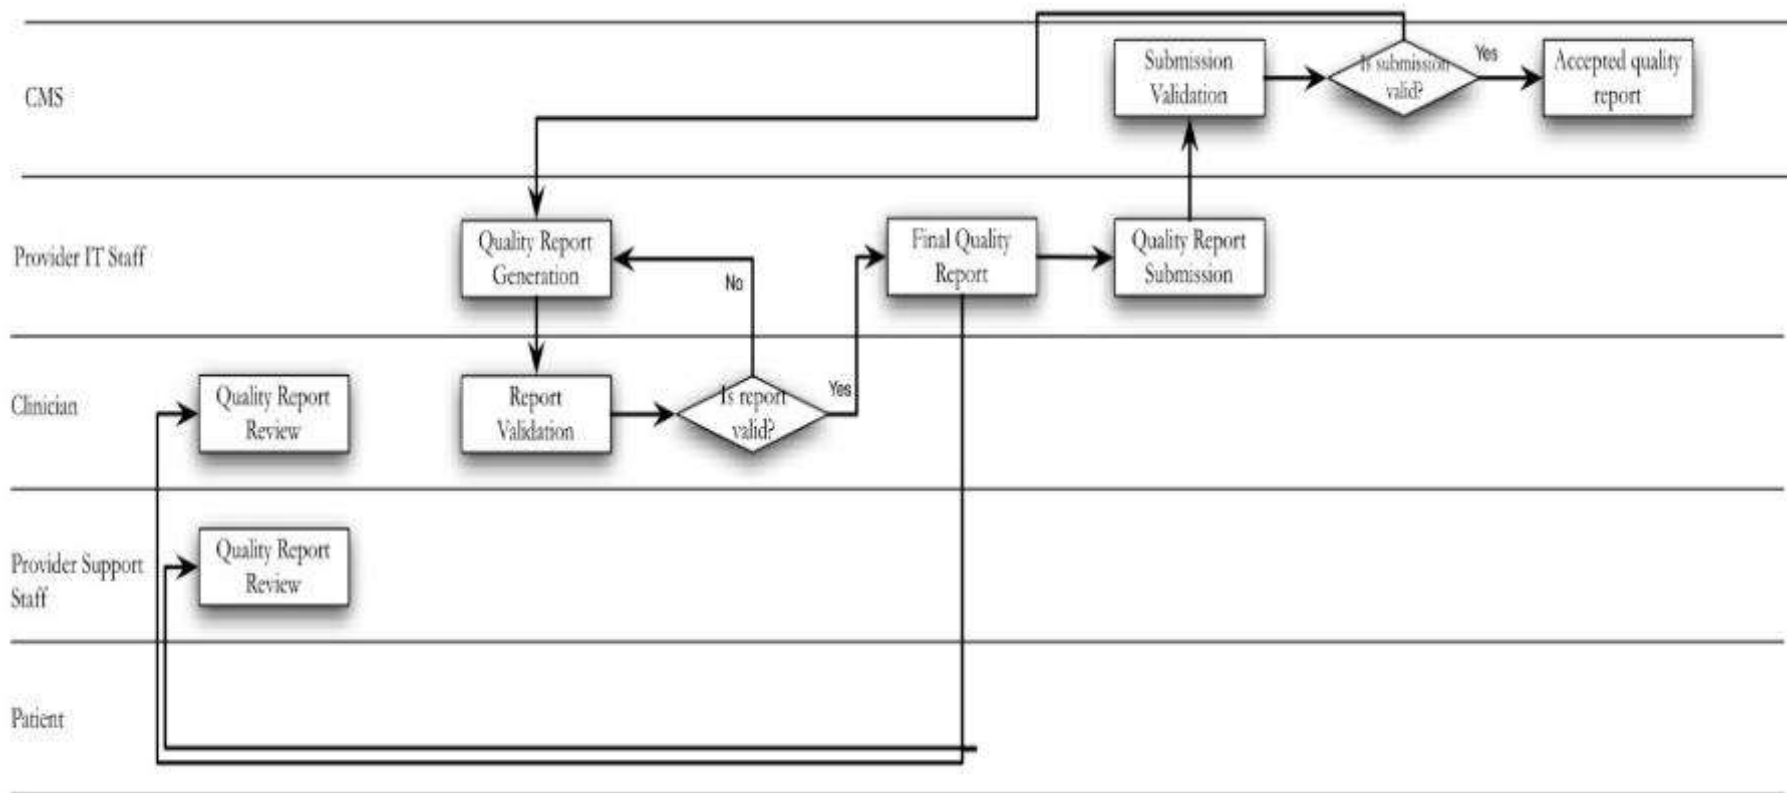 CMS
Submission
Validation
Is submission
valid?
Yes
Accepted quality
report
Provider IT Staff
Quality Report
Generation
No
Final Quality
Report
Quality Report
Submission
Clinician
Quality Report
Review
Report
Validation
Is report
valid?
Yes
Provider Support
Staff
Quality Report
Review
Patient